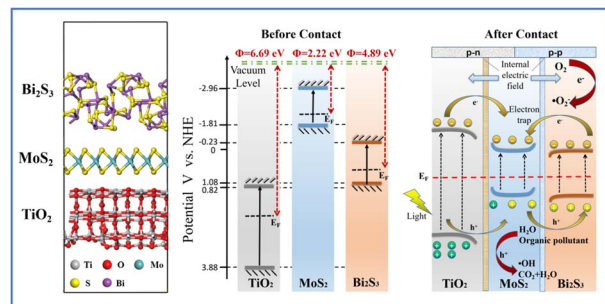 Bi₂S₃
MoS₂
TiO₂
Ti O Mo
S Bi
Before Contact
Φ=6.69 eV Φ=2.22 eV Φ=4.89 eV
Vacuum
Level
Potential V vs. NHE
-2.96
-1.81
-0.23
0
1.08
0.82
3.88
E_F
E_F
E_F
TiO₂ MoS₂ Bi₂S₃
After Contact
p-n p-p
Internal
electric
field
O₂
e⁻
•O₂⁻
Electron
trap
e⁻
e⁻
E_F
Light
h⁺
h⁺
H₂O
Organic pollutant
h⁺
•OH
CO₂+H₂O
TiO₂ MoS₂ Bi₂S₃